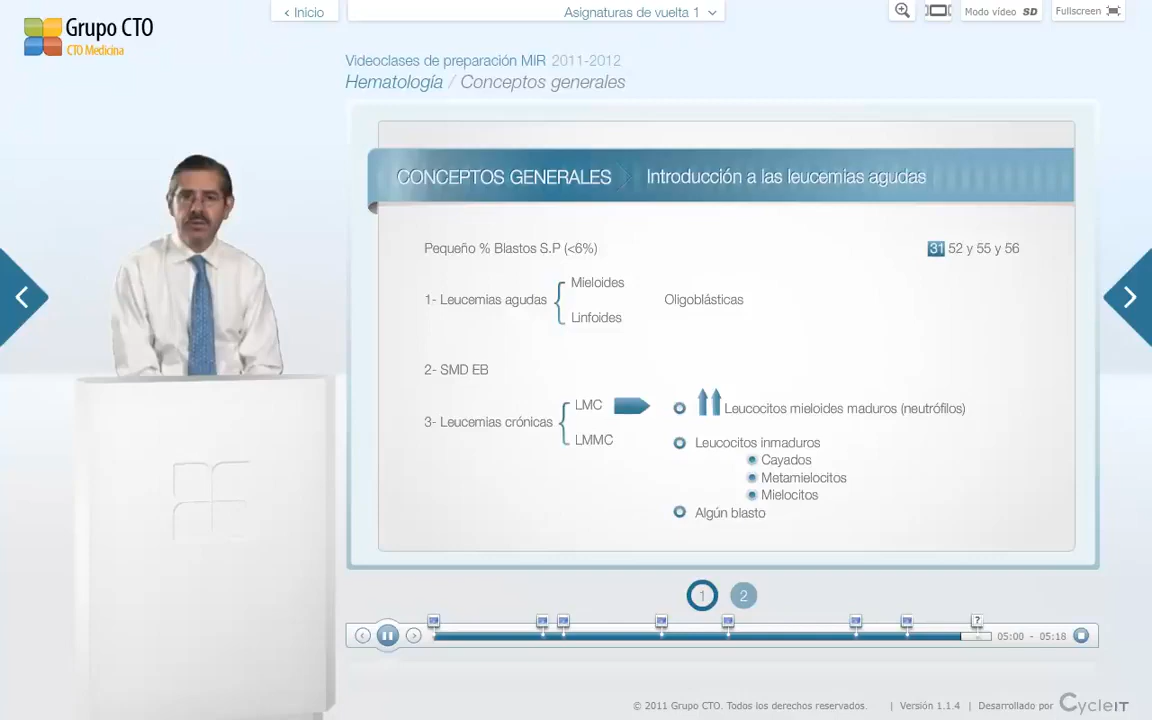 Grupo CTO
CTO Medicina
‹ Inicio
Asignaturas de vuelta 1
Modo vídeo SD
Fullscreen
Videoclases de preparación MIR 2011-2012
Hematología / Conceptos generales
CONCEPTOS GENERALES
Introducción a las leucemias agudas
Pequeño % Blastos S.P (<6%)
31 52 y 55 y 56
Mieloides
1- Leucemias agudas
Oligoblásticas
Linfoides
2- SMD EB
LMC
Leucocitos mieloides maduros (neutrófilos)
3- Leucemias crónicas
LMMC
Leucocitos inmaduros
Cayados
Metamielocitos
Mielocitos
Algún blasto
1
2
?
05:00 - 05:18
© 2011 Grupo CTO. Todos los derechos reservados. | Versión 1.1.4 | Desarrollado por CycleIT